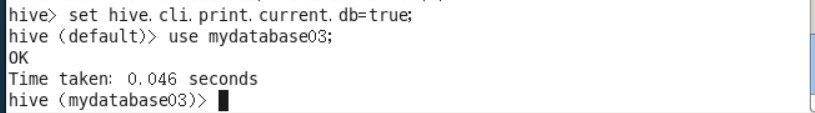 hive> set hive.cli.print.current.db=true;
hive (default)> use mydatabase03;
OK
Time taken: 0.046 seconds
hive (mydatabase03)>